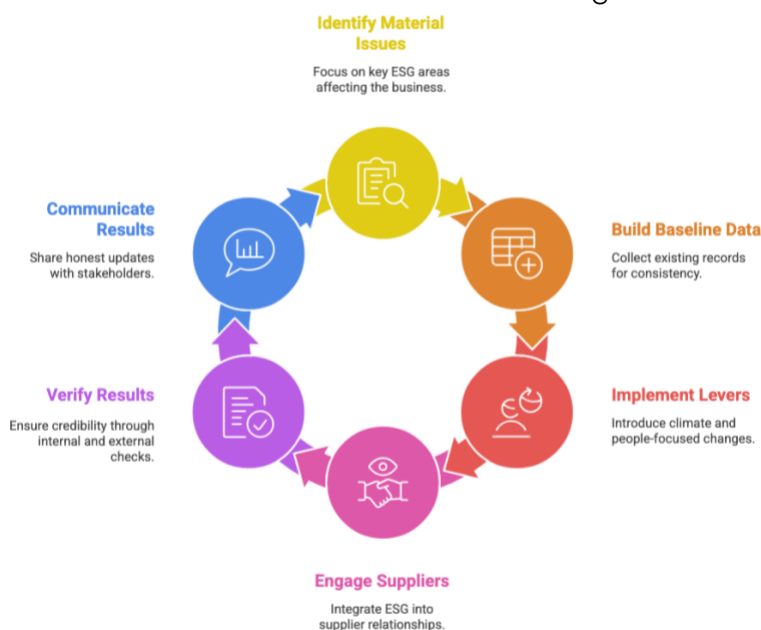 Identify Material
Issues
Focus on key ESG areas
affecting the business.
Build Baseline Data
Collect existing records
for consistency.
Implement Levers
Introduce climate and
people-focused changes.
Engage Suppliers
Integrate ESG into
supplier relationships.
Verify Results
Ensure credibility through
internal and external
checks.
Communicate
Results
Share honest updates
with stakeholders.